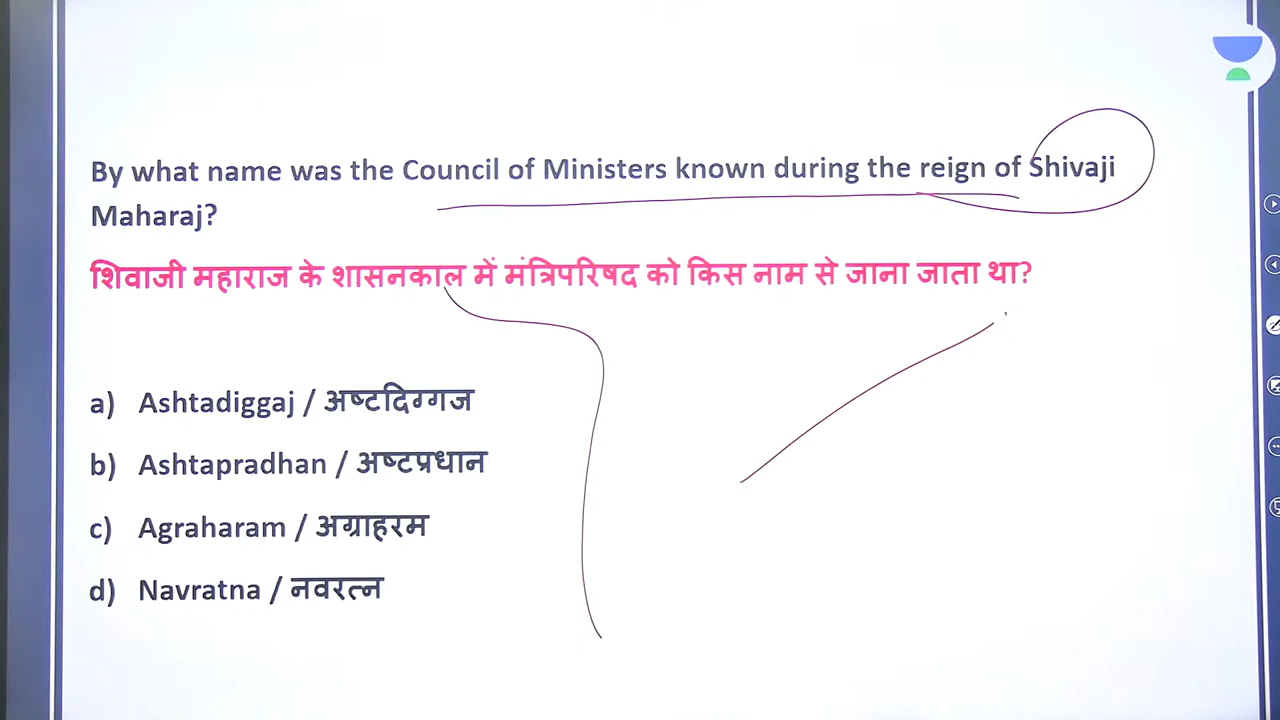 By what name was the Council of Ministers known during the reign of Shivaji
Maharaj?
शिवाजी महाराज के शासनकाल में मंत्रिपरिषद को किस नाम से जाना जाता था?
a) Ashtadiggaj / अष्टदिग्गज
b) Ashtapradhan / अष्टप्रधान
c) Agraharam / अग्राहरम
d) Navratna / नवरत्न